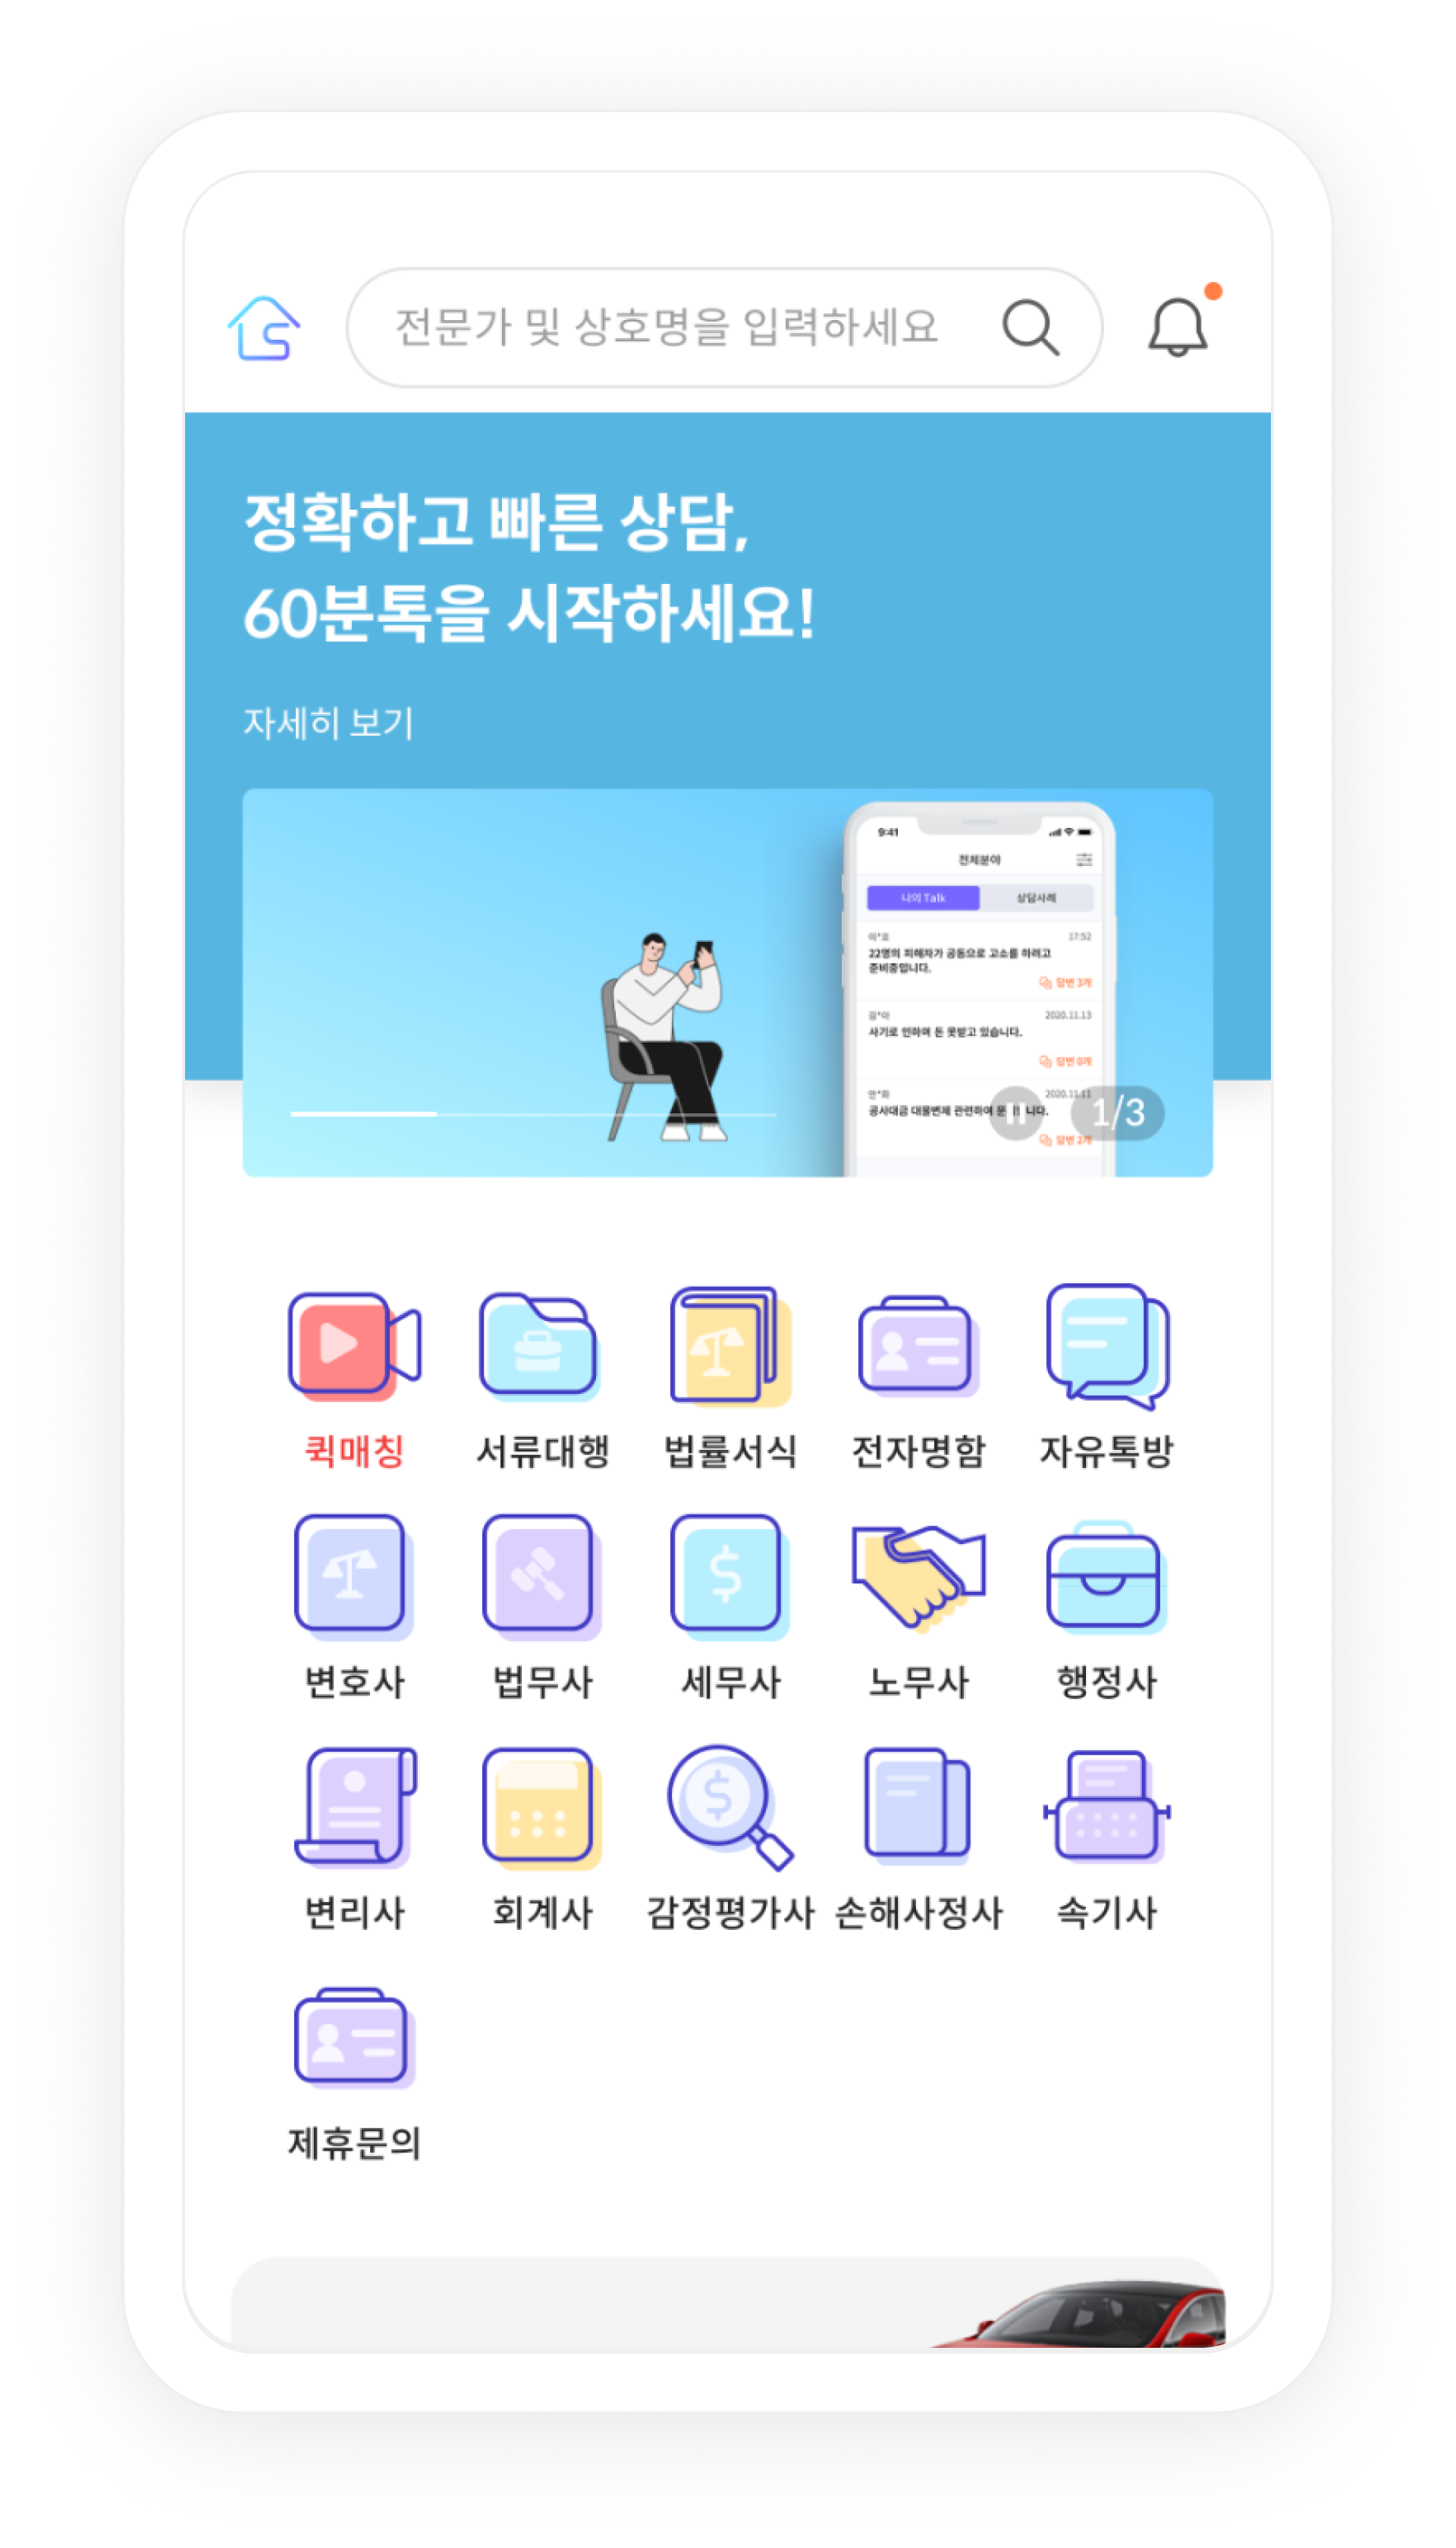 전문가 및 상호명을 입력하세요
정확하고 빠른 상담,
60분톡을 시작하세요!
자세히 보기
9:41
전체분야
나의 Talk 상담사례
이*호 17:52
22명의 피해자가 공동으로 고소를 하려고
준비중입니다.
답변 3개
김*아 2020.11.13
사기로 인하여 돈 못받고 있습니다.
답변 0개
안*화 2020.11.11
공사대금 대물변제 관련하여 니다.
답변 2개
1/3
퀵매칭 서류대행 법률서식 전자명함 자유톡방
변호사 법무사 세무사 노무사 행정사
변리사 회계사 감정평가사 손해사정사 속기사
제휴문의